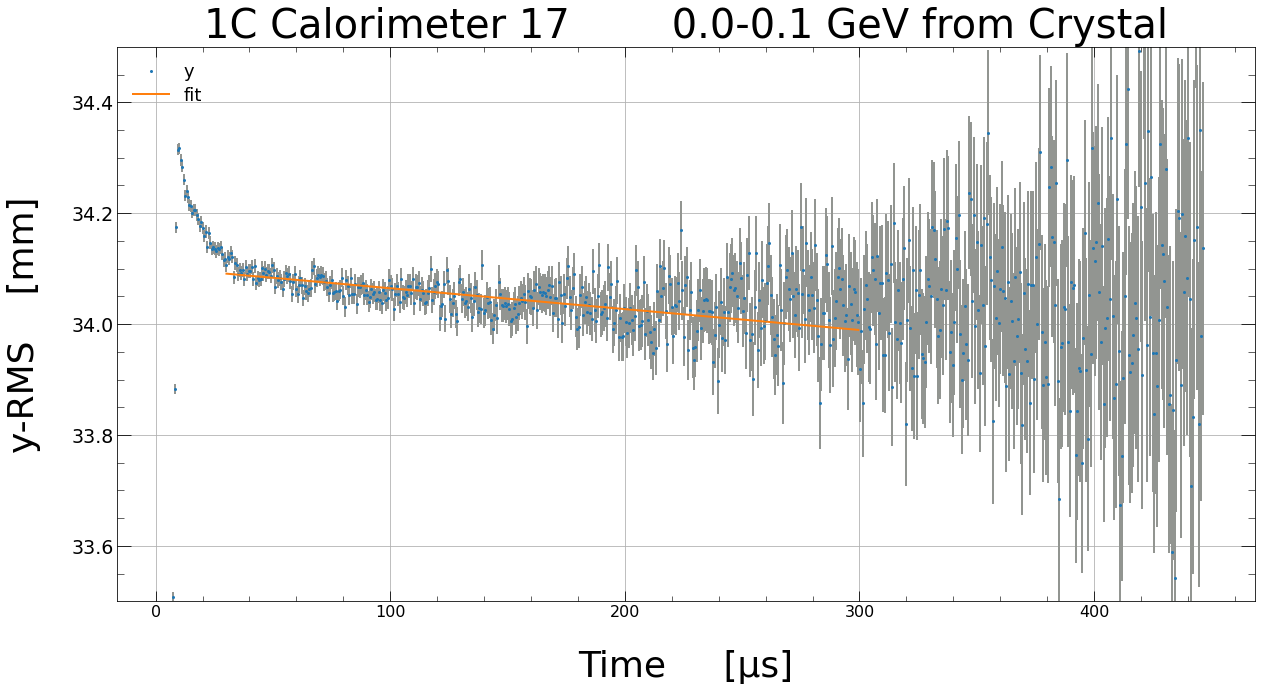 1C Calorimeter 17 0.0-0.1 GeV from Crystal
y
fit
34.4
34.2
34.0
33.8
33.6
y-RMS [mm]
0 100 200 300 400
Time [μs]